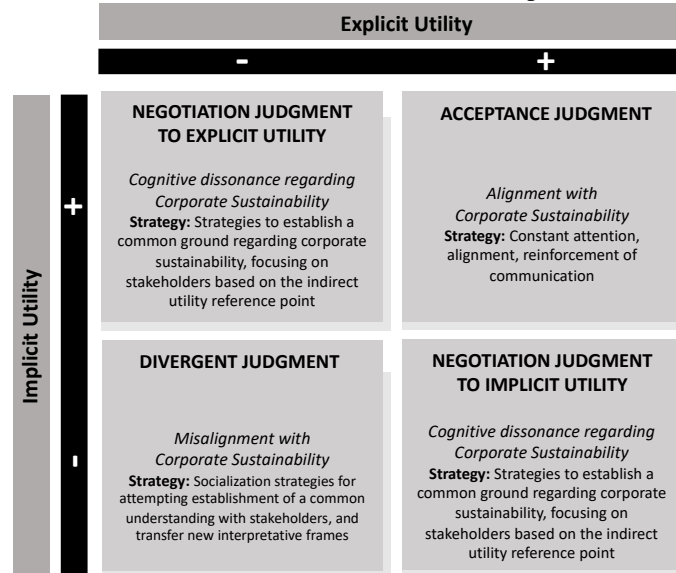 Explicit Utility
- +
Implicit Utility
+
-
NEGOTIATION JUDGMENT
TO EXPLICIT UTILITY
Cognitive dissonance regarding
Corporate Sustainability
Strategy: Strategies to establish a
common ground regarding corporate
sustainability, focusing on
stakeholders based on the indirect
utility reference point
ACCEPTANCE JUDGMENT
Alignment with
Corporate Sustainability
Strategy: Constant attention,
alignment, reinforcement of
communication
DIVERGENT JUDGMENT
Misalignment with
Corporate Sustainability
Strategy: Socialization strategies for
attempting establishment of a common
understanding with stakeholders, and
transfer new interpretative frames
NEGOTIATION JUDGMENT
TO IMPLICIT UTILITY
Cognitive dissonance regarding
Corporate Sustainability
Strategy: Strategies to establish a
common ground regarding corporate
sustainability, focusing on
stakeholders based on the indirect
utility reference point